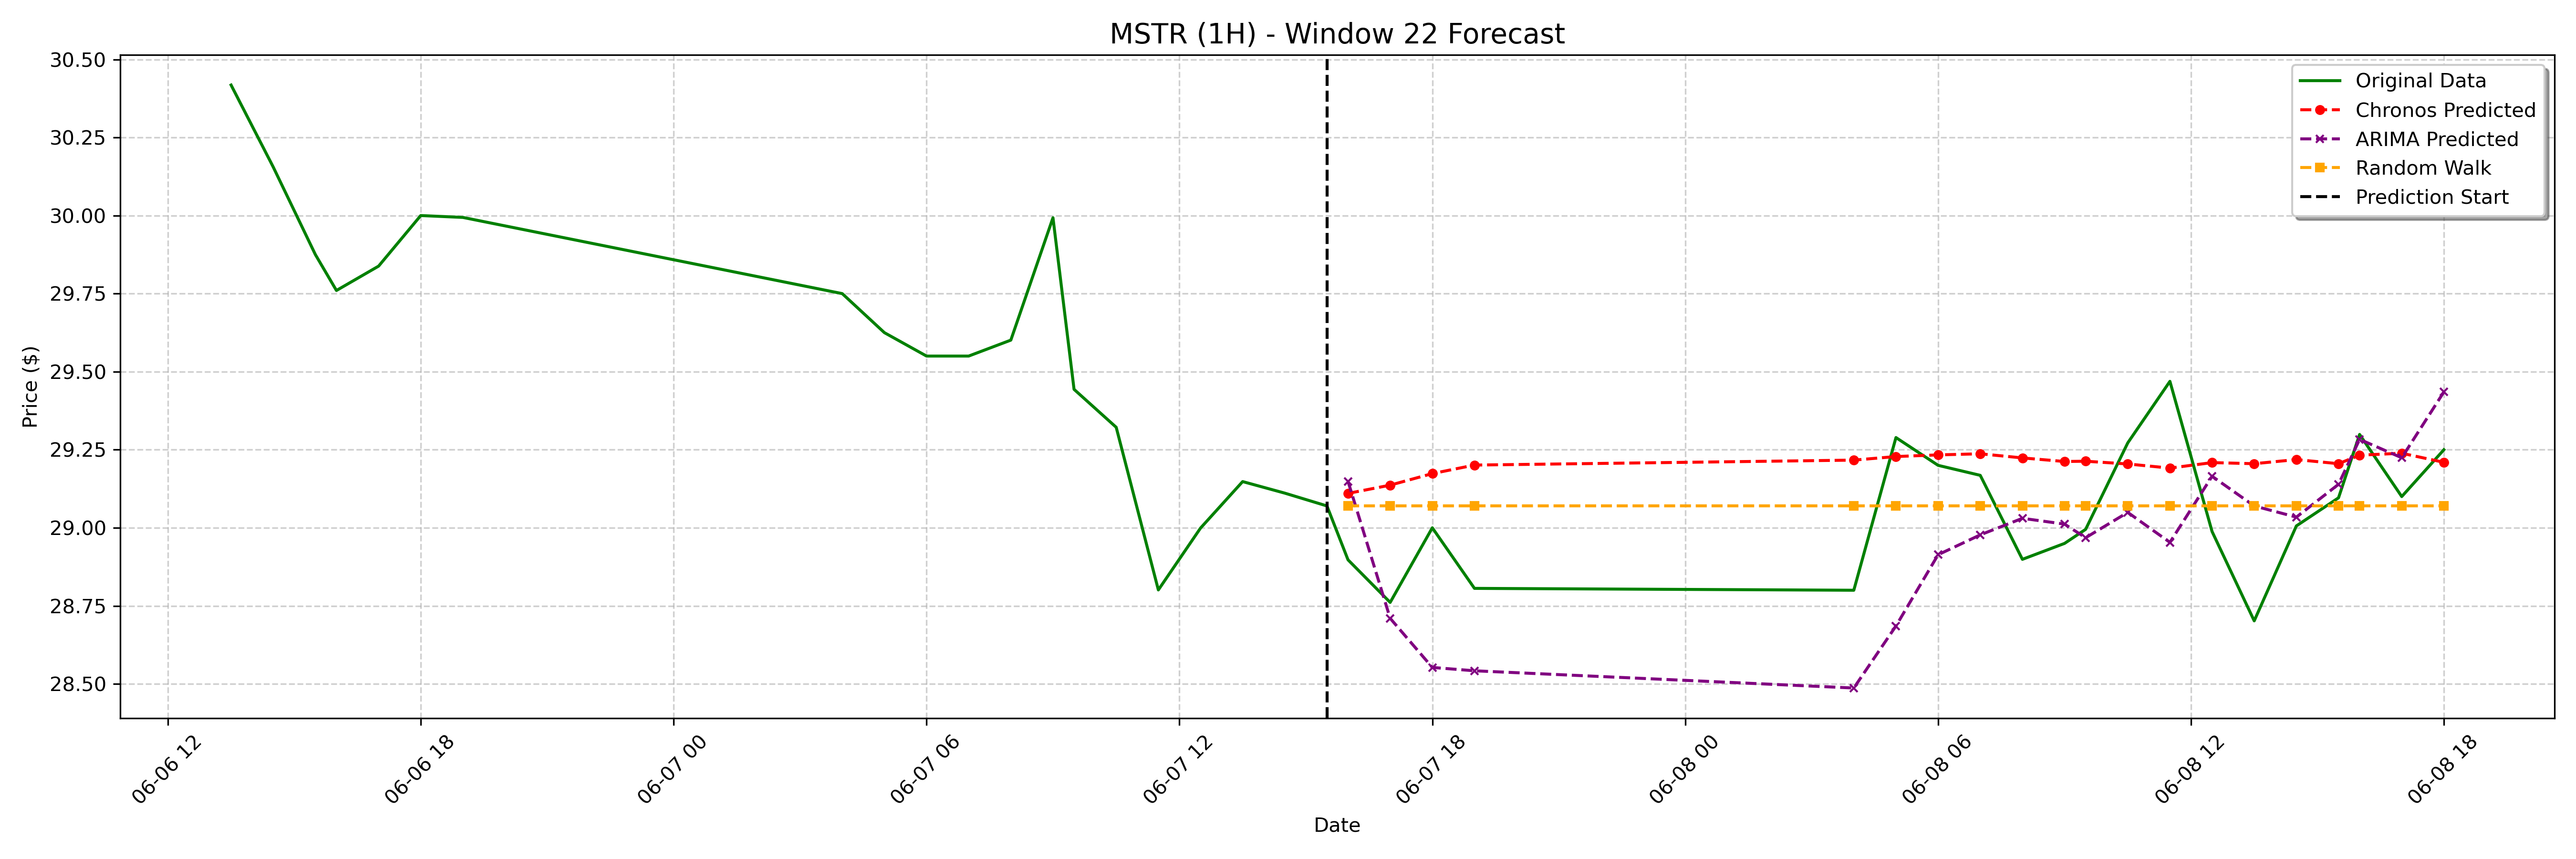 MSTR (1H) - Window 22 Forecast
Price ($)
30.50
30.25
30.00
29.75
29.50
29.25
29.00
28.75
28.50
Original Data
Chronos Predicted
ARIMA Predicted
Random Walk
Prediction Start
06-06 12
06-06 18
06-07 00
06-07 06
06-07 12
06-07 18
06-08 00
06-08 06
06-08 12
06-08 18
Date